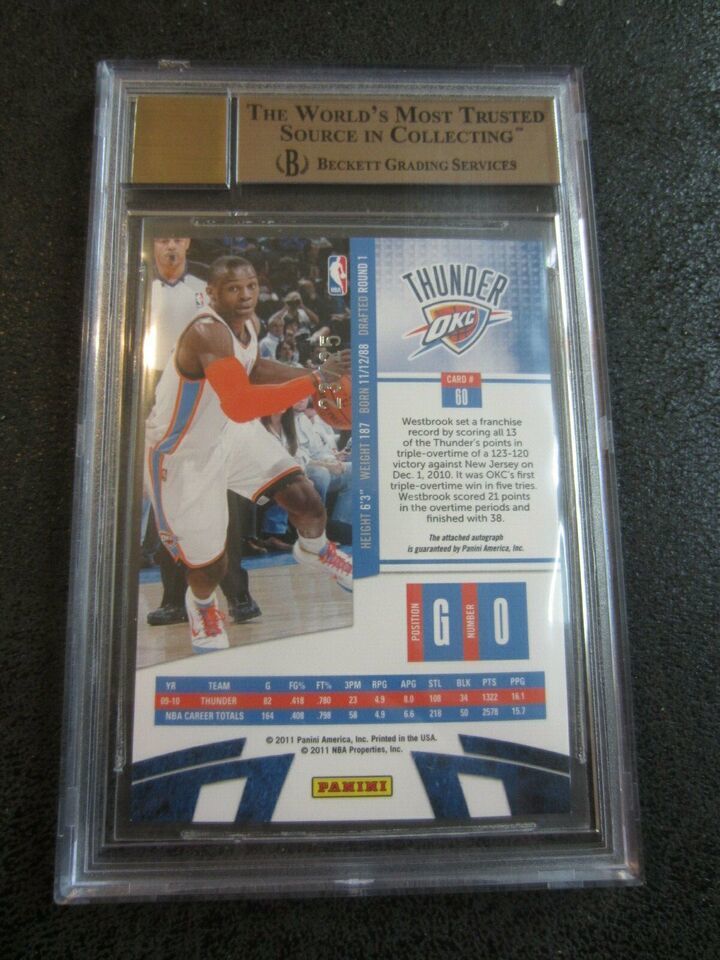 THE WORLD'S MOST TRUSTED
SOURCE IN COLLECTING™
B BECKETT GRADING SERVICES
NBA
HEIGHT 6'3" WEIGHT 187 BORN 11/12/88 DRAFTED ROUND 1
THUNDER
OKC
CARD #
60
Westbrook set a franchise
record by scoring all 13
of the Thunder's points in
triple-overtime of a 123-120
victory against New Jersey on
Dec. 1, 2010. It was OKC's first
triple-overtime win in five tries.
Westbrook scored 21 points
in the overtime periods and
finished with 38.
The attached autograph
is guaranteed by Panini America, Inc.
POSITION G NUMBER 0
YR TEAM G FG% FT% 3PM RPG APG STL BLK PTS PPG
09-10 THUNDER 82 .418 .780 23 4.9 8.0 108 34 1322 16.1
NBA CAREER TOTALS 164 .408 .798 58 4.9 6.6 218 50 2578 15.7
© 2011 Panini America, Inc. Printed in the USA.
© 2011 NBA Properties, Inc.
PANINI